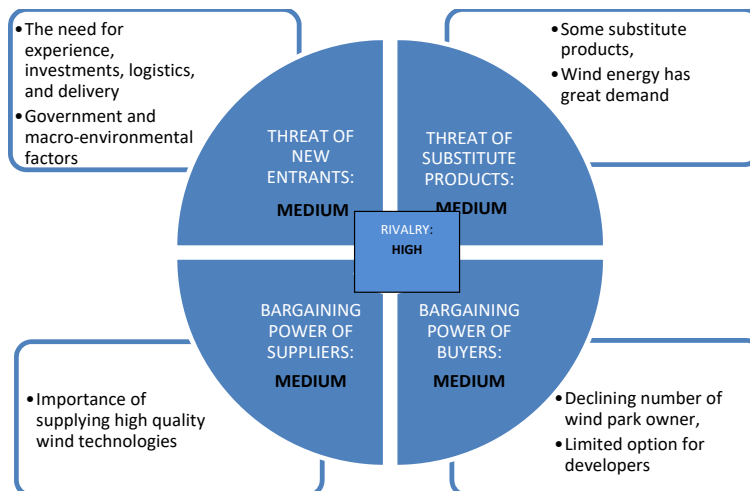 •The need for
experience,
investments, logistics,
and delivery
•Government and
macro-environmental
factors
•Some substitute
products,
•Wind energy has
great demand
THREAT OF
NEW
ENTRANTS:
MEDIUM
THREAT OF
SUBSTITUTE
PRODUCTS:
MEDIUM
RIVALRY:
HIGH
BARGAINING
POWER OF
SUPPLIERS:
MEDIUM
BARGAINING
POWER OF
BUYERS:
MEDIUM
•Importance of
supplying high quality
wind technologies
•Declining number of
wind park owner,
•Limited option for
developers